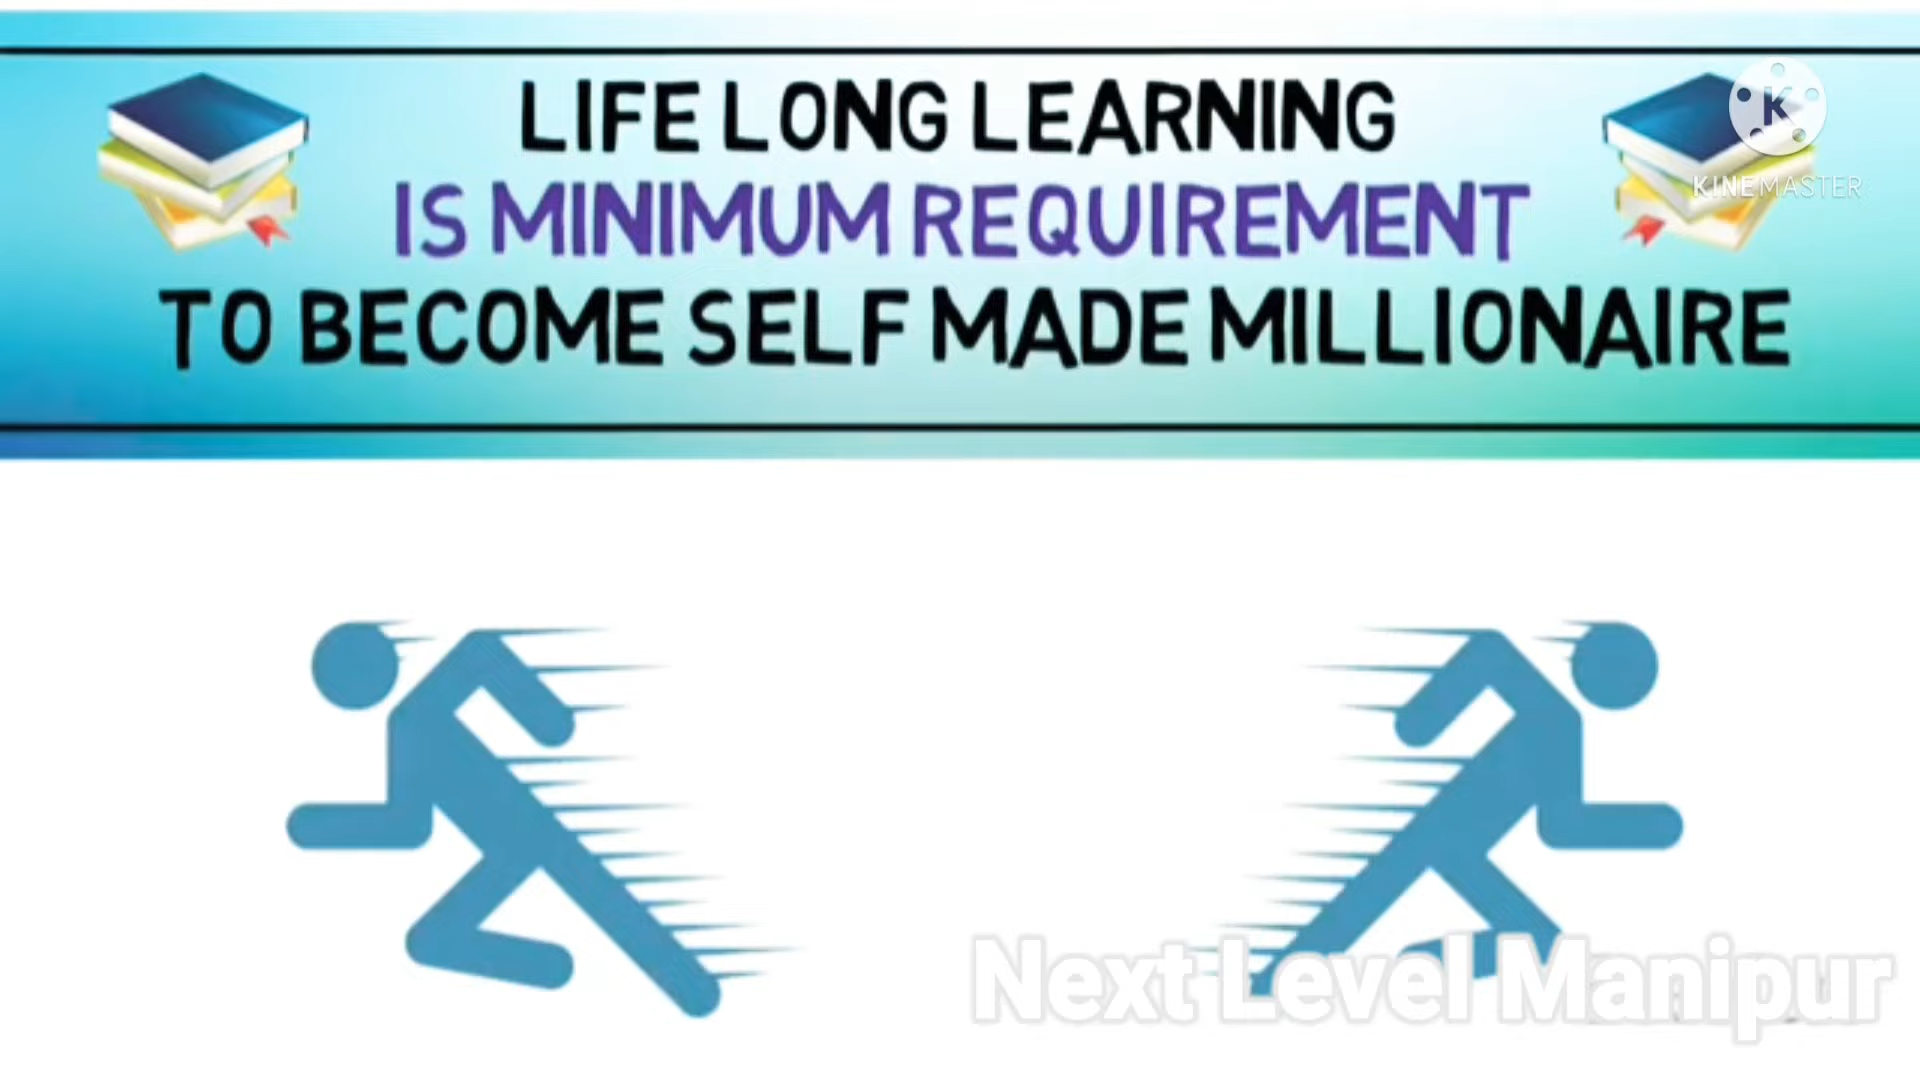 LIFE LONG LEARNING
IS MINIMUM REQUIREMENT
TO BECOME SELF MADE MILLIONAIRE
K
KINEMASTER
Next Level Manipur